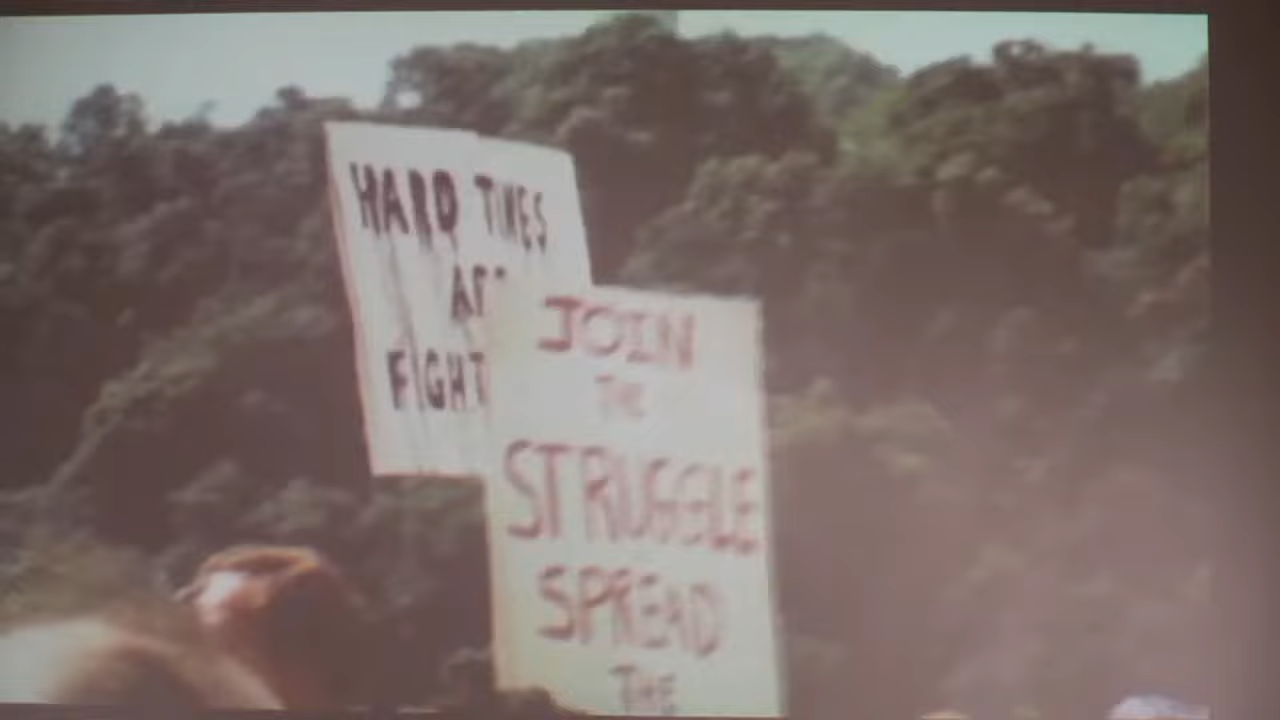 HARD TIMES
FIGHT
JOIN
THE
STRUGGLE
SPREAD
THE